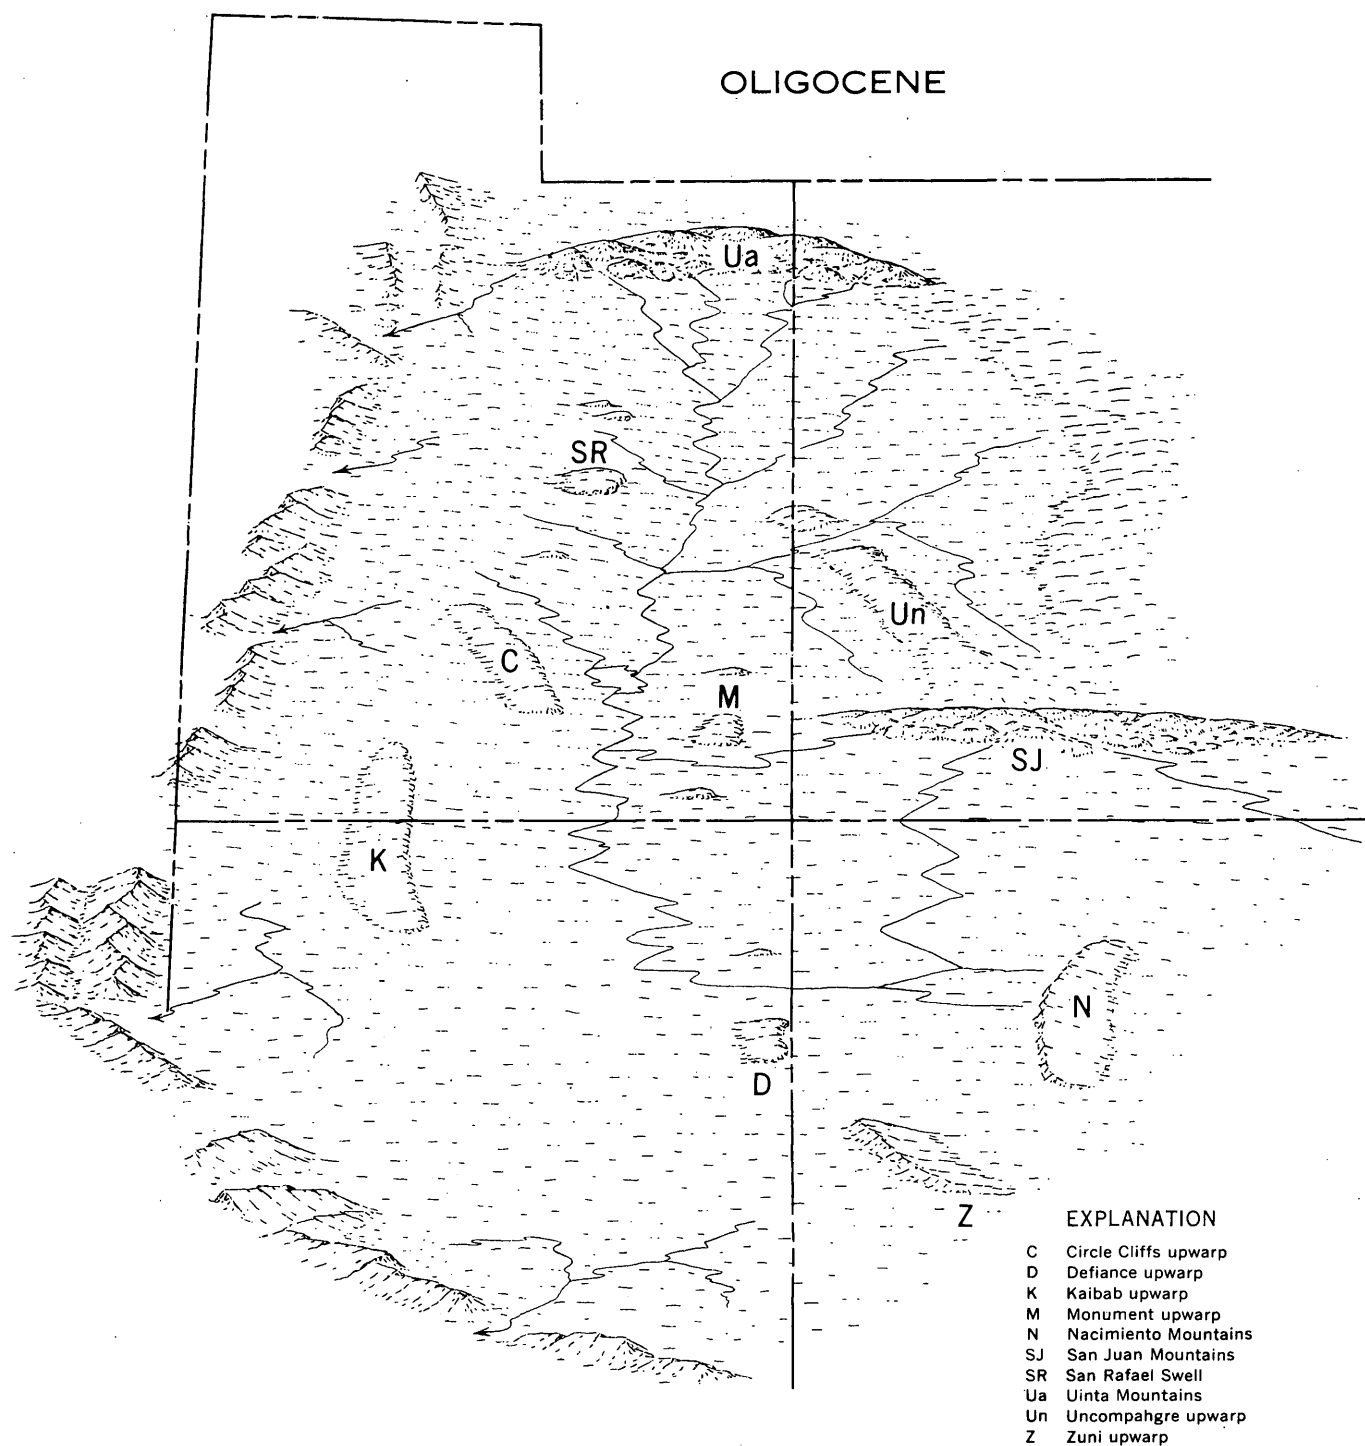 OLIGOCENE
Ua
SR
Un
C
M
SJ
K
N
D
Z
EXPLANATION
C Circle Cliffs upwarp
D Defiance upwarp
K Kaibab upwarp
M Monument upwarp
N Nacimiento Mountains
SJ San Juan Mountains
SR San Rafael Swell
Ua Uinta Mountains
Un Uncompahgre upwarp
Z Zuni upwarp